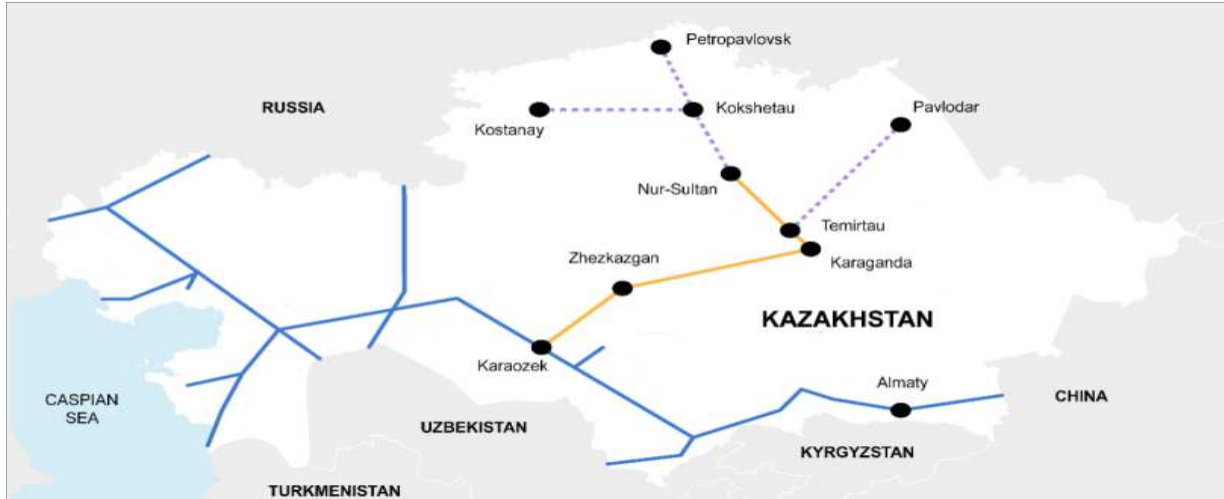 Petropavlovsk
RUSSIA
Kokshetau
Pavlodar
Kostanay
Nur-Sultan
Temirtau
Zhezkazgan
Karaganda
KAZAKHSTAN
Karaozek
Almaty
CASPIAN
SEA
CHINA
UZBEKISTAN
KYRGYZSTAN
TURKMENISTAN